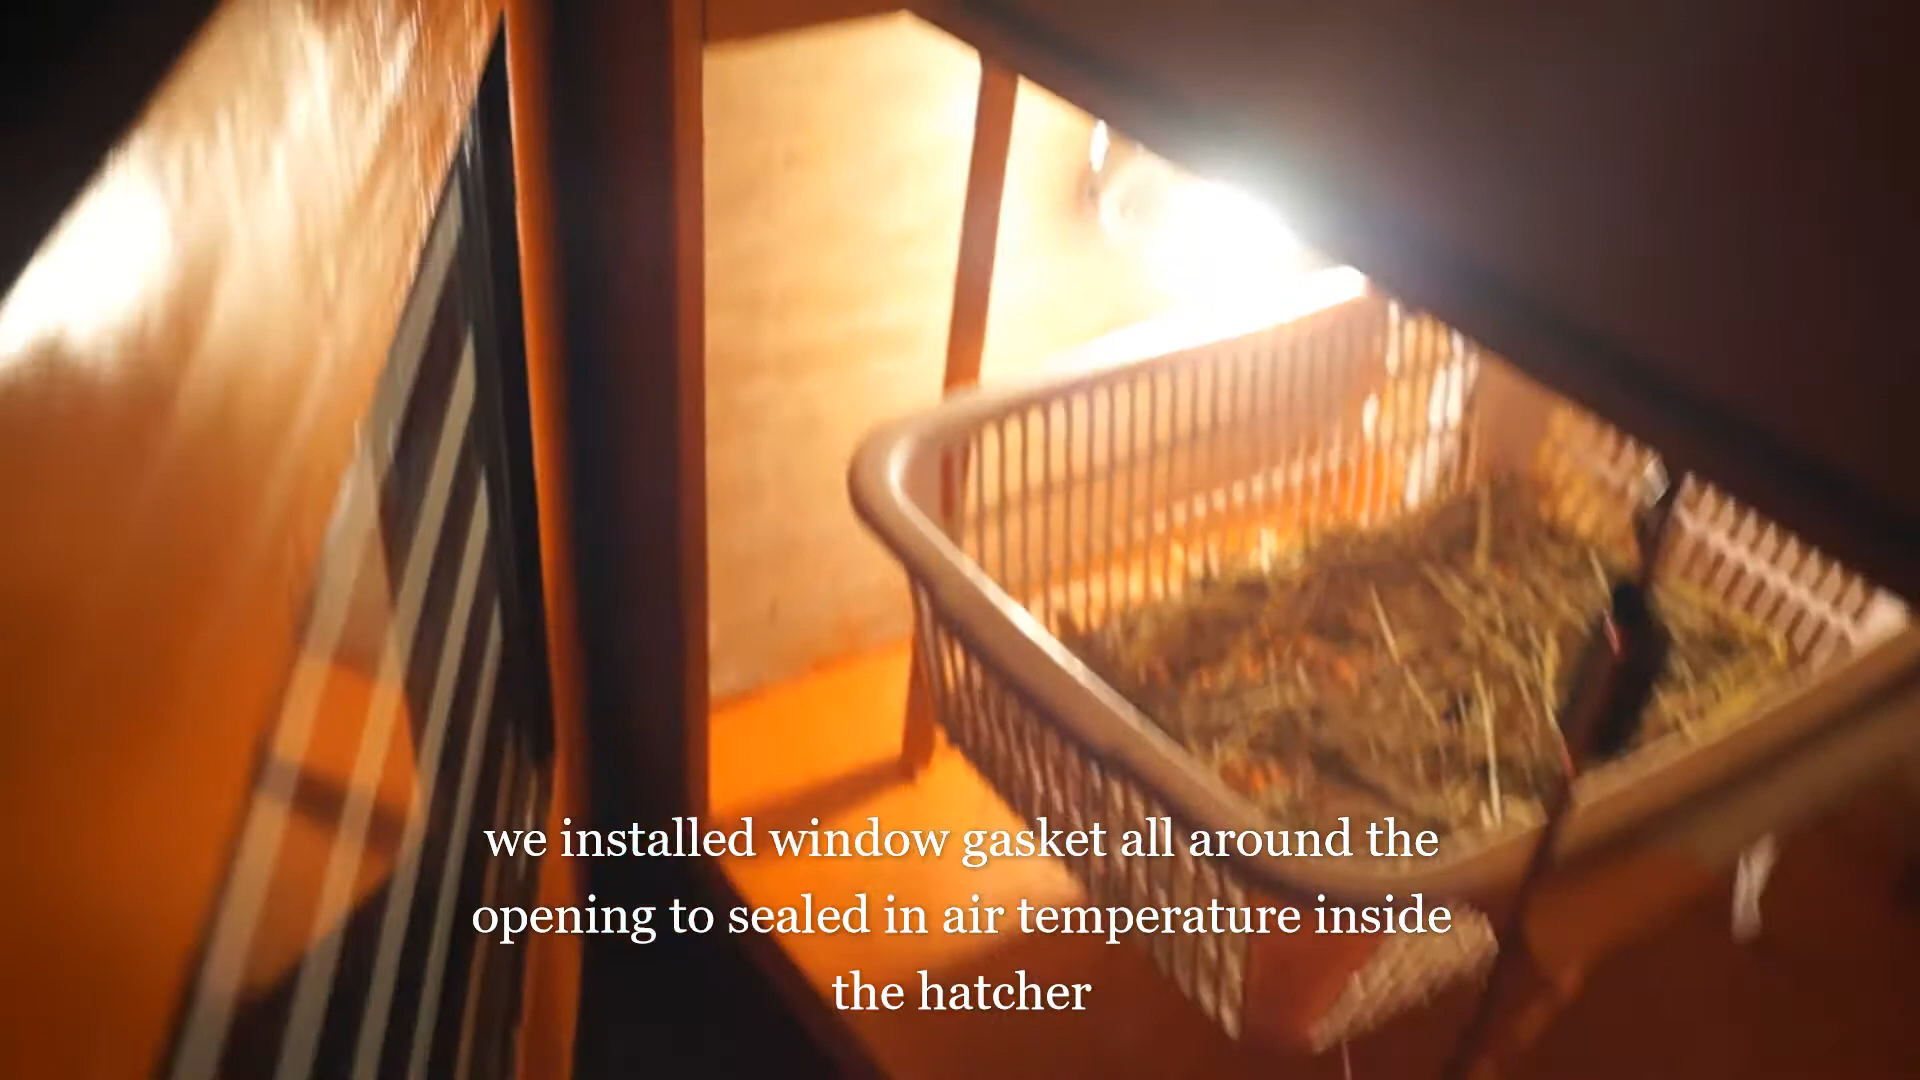 we installed window gasket all around the
opening to sealed in air temperature inside
the hatcher